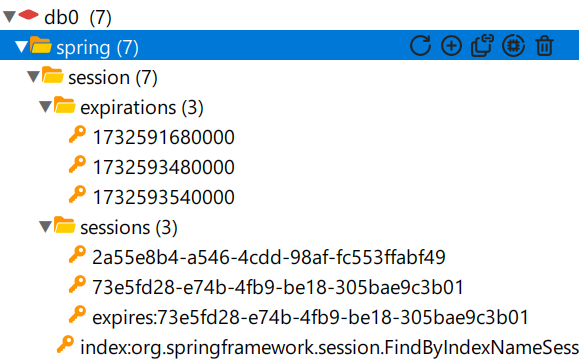 db0 (7)
spring (7)
session (7)
expirations (3)
1732591680000
1732593480000
1732593540000
sessions (3)
2a55e8b4-a546-4cdd-98af-fc553ffabf49
73e5fd28-e74b-4fb9-be18-305bae9c3b01
expires:73e5fd28-e74b-4fb9-be18-305bae9c3b01
index:org.springframework.session.FindByIndexNameSess